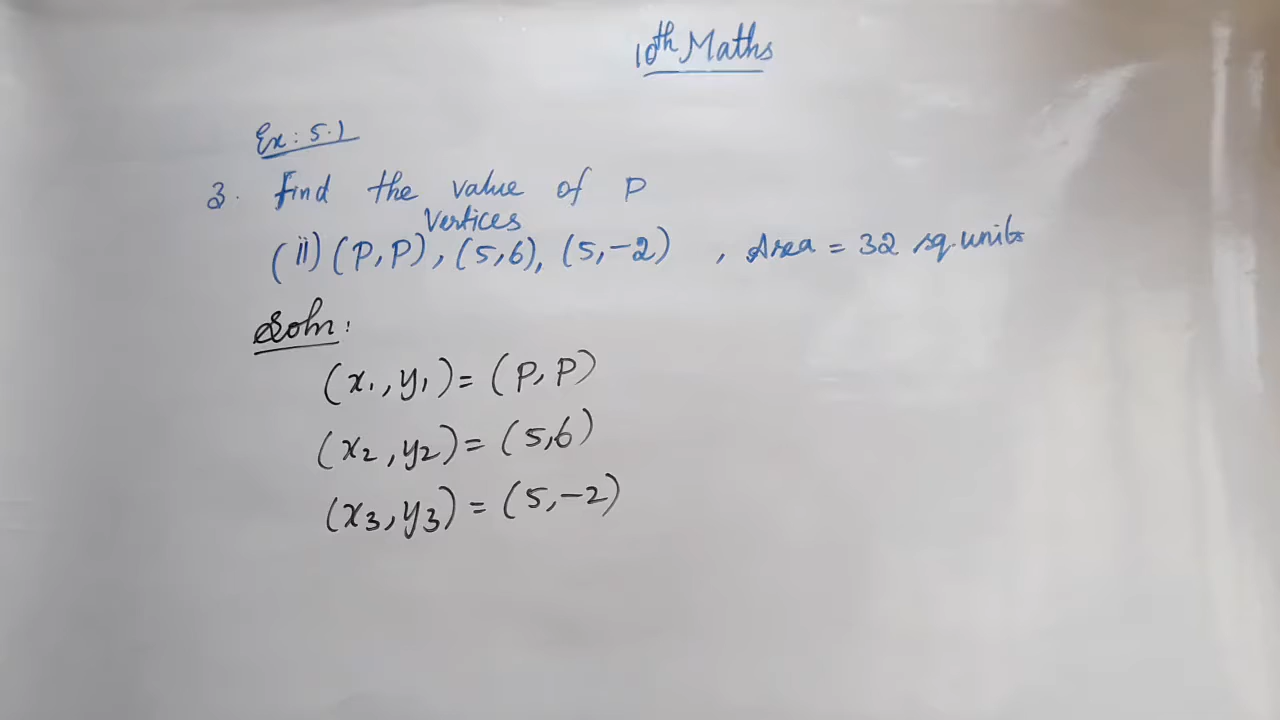 10th Maths
Ex: 5.1
3. Find the value of P
Vertices
(ii) (P,P), (5,6), (5,-2) , Area = 32 sq.units
Soln:
(x₁,y₁) = (P,P)
(x₂,y₂) = (5,6)
(x₃,y₃) = (5,-2)